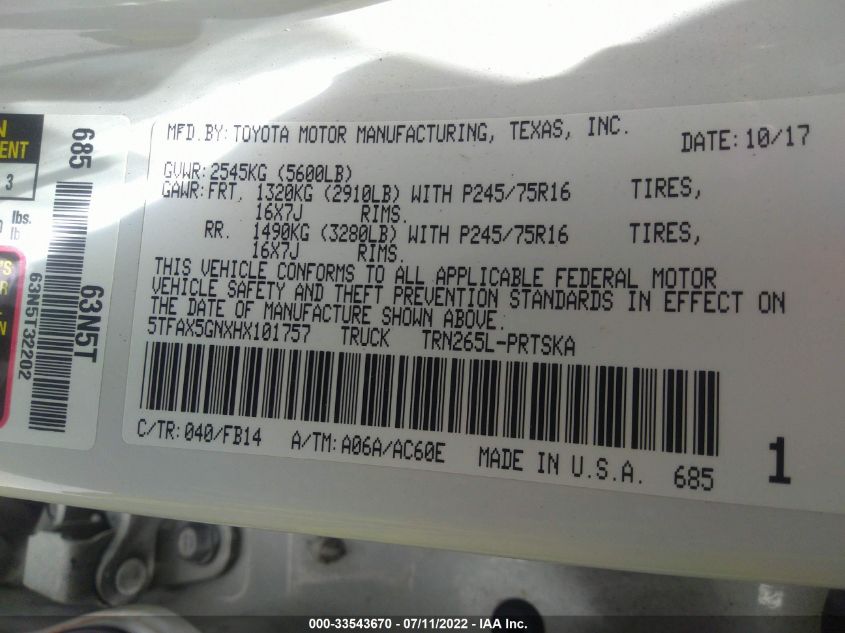 N
ENT
3
lbs.
lb
R
N
685
63N5T
63N5T32202
MFD.BY:TOYOTA MOTOR MANUFACTURING, TEXAS, INC. DATE:10/17
GVWR:2545KG (5600LB)
GAWR:FRT, 1320KG (2910LB) WITH P245/75R16 TIRES,
16X7J RIMS.
RR. 1490KG (3280LB) WITH P245/75R16 TIRES,
16X7J RIMS.
THIS VEHICLE CONFORMS TO ALL APPLICABLE FEDERAL MOTOR
VEHICLE SAFETY AND THEFT PREVENTION STANDARDS IN EFFECT ON
THE DATE OF MANUFACTURE SHOWN ABOVE.
5TFAX5GNXHX101757 TRUCK TRN265L-PRTSKA
C/TR:040/FB14 A/TM:A06A/AC60E MADE IN U.S.A. 685 1
000-33543670 - 07/11/2022 - IAA Inc.